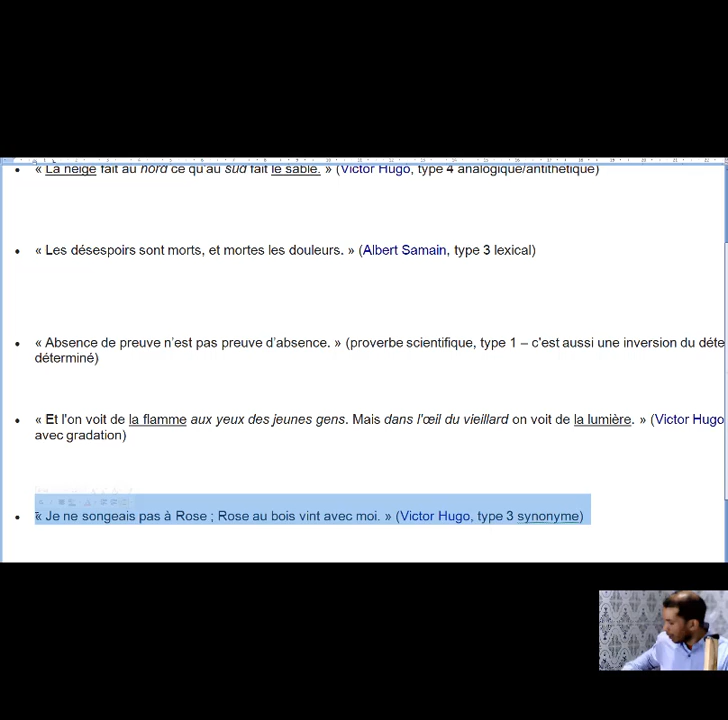 • « La neige fait au nord ce qu'au sud fait le sable. » (Victor Hugo, type 4 analogique/antithétique)
• « Les désespoirs sont morts, et mortes les douleurs. » (Albert Samain, type 3 lexical)
• « Absence de preuve n'est pas preuve d'absence. » (proverbe scientifique, type 1 – c'est aussi une inversion du déte
déterminé)
• « Et l'on voit de la flamme aux yeux des jeunes gens. Mais dans l'œil du vieillard on voit de la lumière. » (Victor Hugo
avec gradation)
• « Je ne songeais pas à Rose ; Rose au bois vint avec moi. » (Victor Hugo, type 3 synonyme)